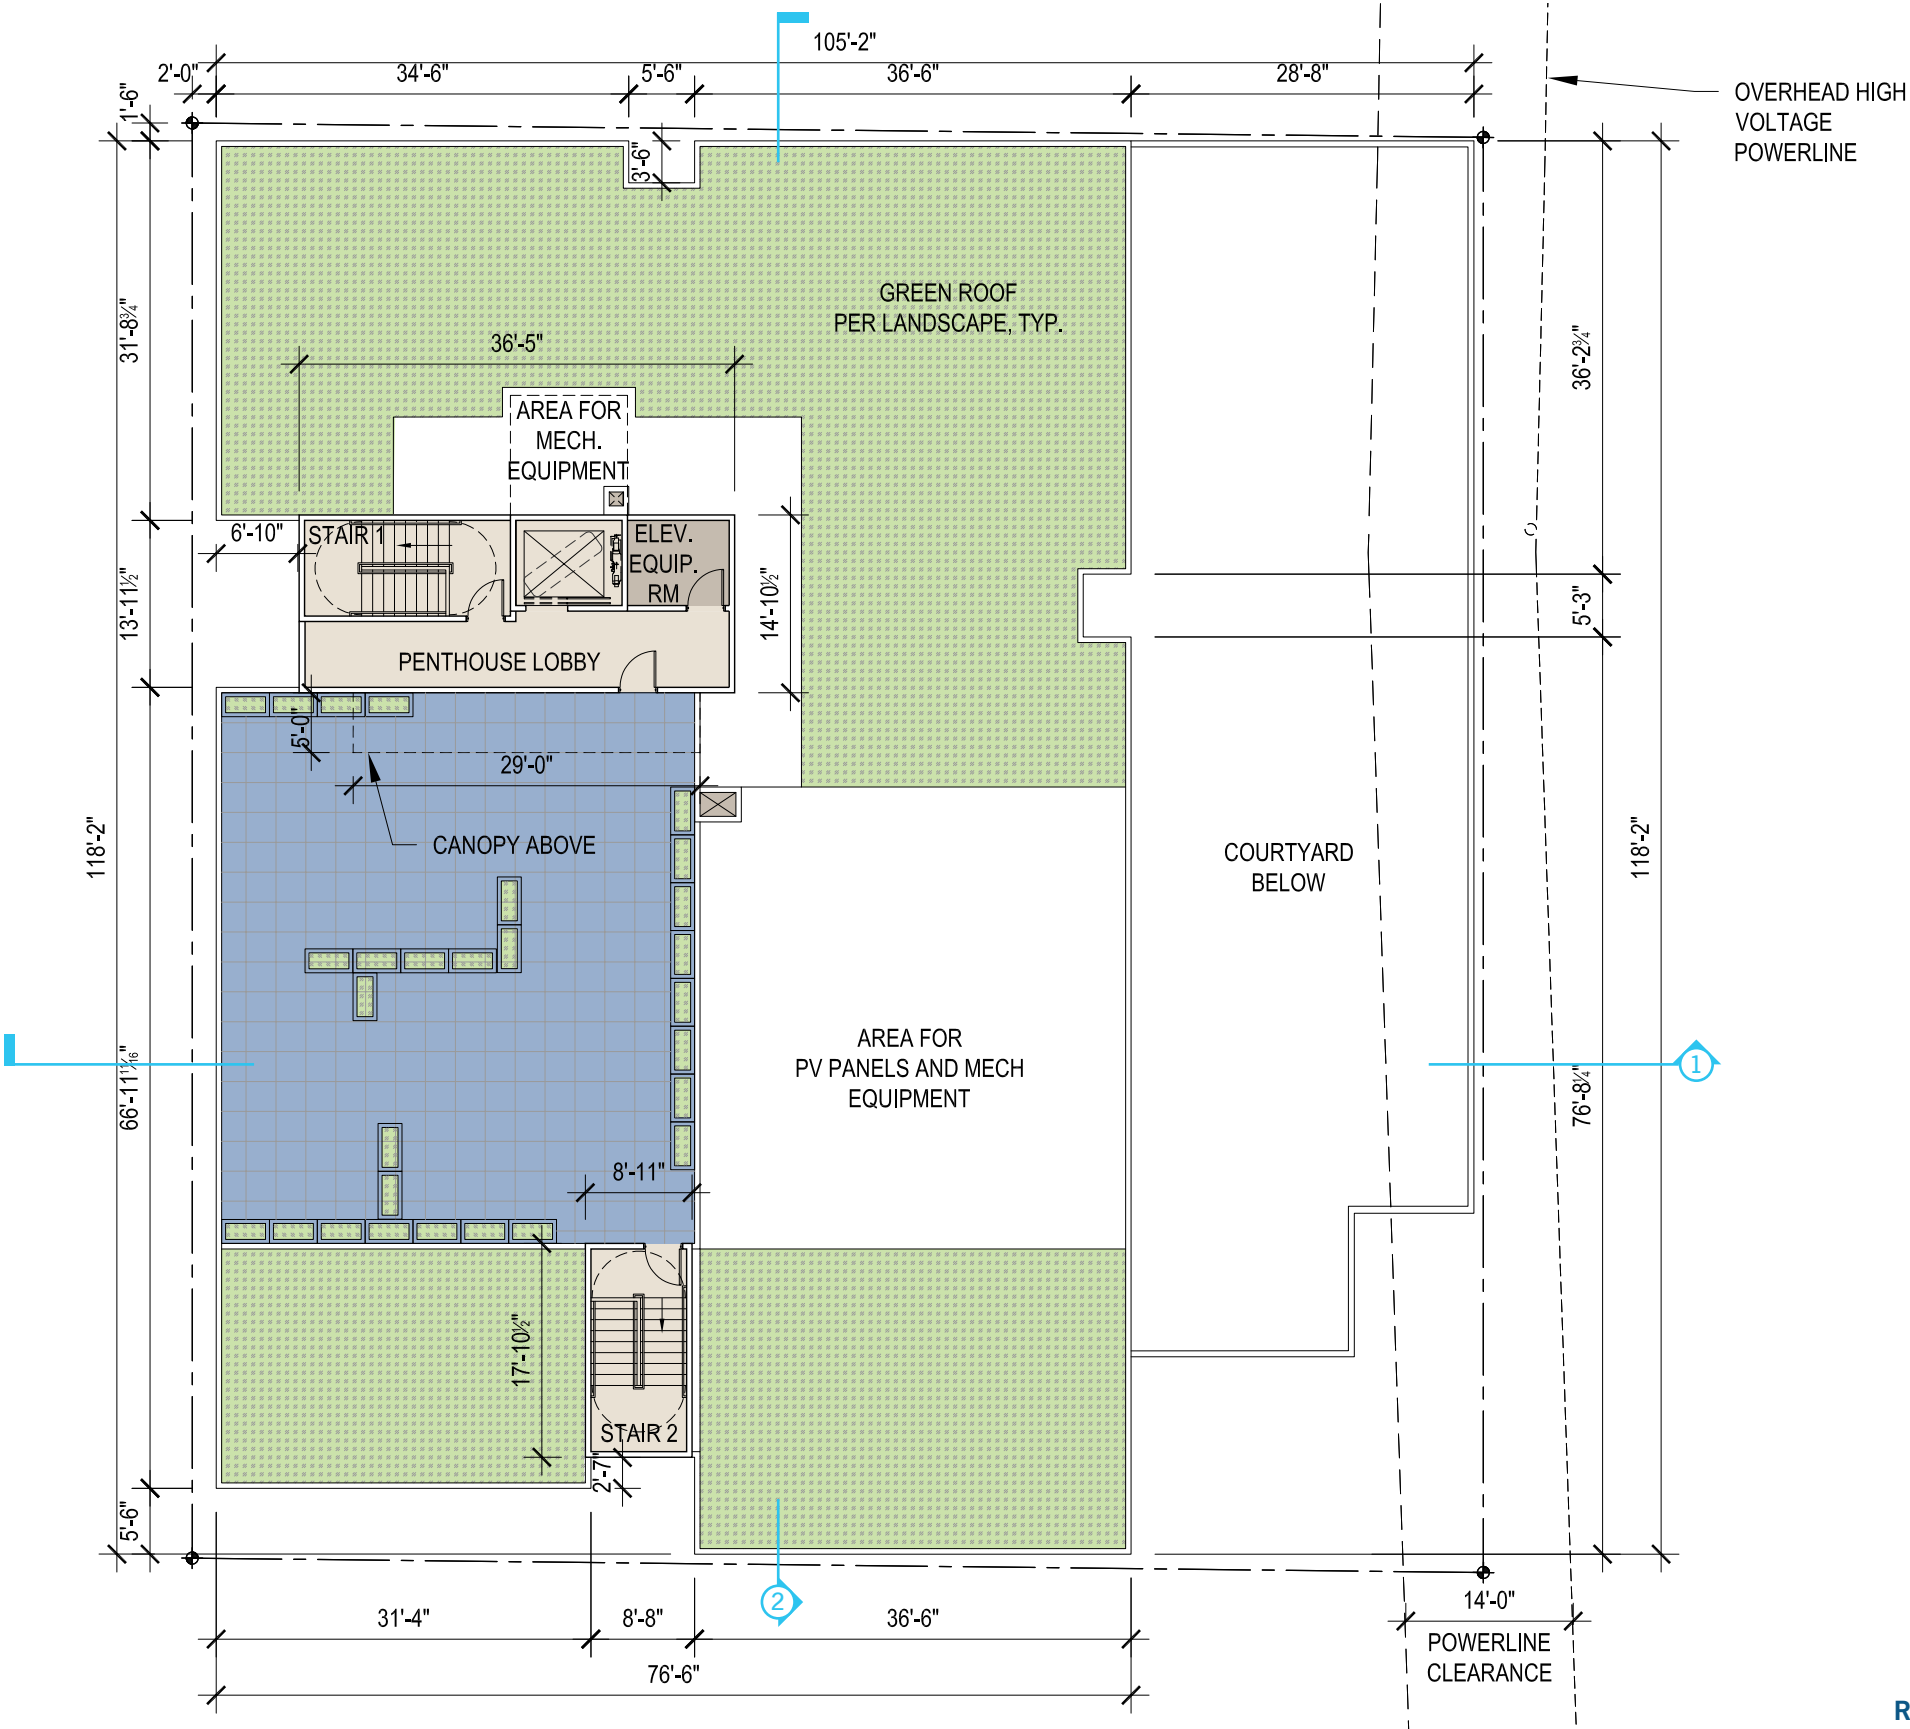 105'-2"
2'-0"
34'-6"
5'-6"
36'-6"
28'-8"
1'-6"
OVERHEAD HIGH
VOLTAGE
POWERLINE
3'-6"
GREEN ROOF
PER LANDSCAPE, TYP.
31'-8¾"
36'-2¾"
36'-5"
AREA FOR
MECH.
EQUIPMENT
6'-10"
STAIR 1
ELEV.
EQUIP.
RM
13'-11½"
14'-10½"
5'-3"
PENTHOUSE LOBBY
5'-0"
29'-0"
CANOPY ABOVE
118'-2"
COURTYARD
BELOW
118'-2"
AREA FOR
PV PANELS AND MECH
EQUIPMENT
1
66'-11¹⁄₁₆"
76'-8¼"
8'-11"
17'-10½"
STAIR 2
2'-7"
5'-6"
2
14'-0"
POWERLINE
CLEARANCE
31'-4"
8'-8"
36'-6"
76'-6"
R